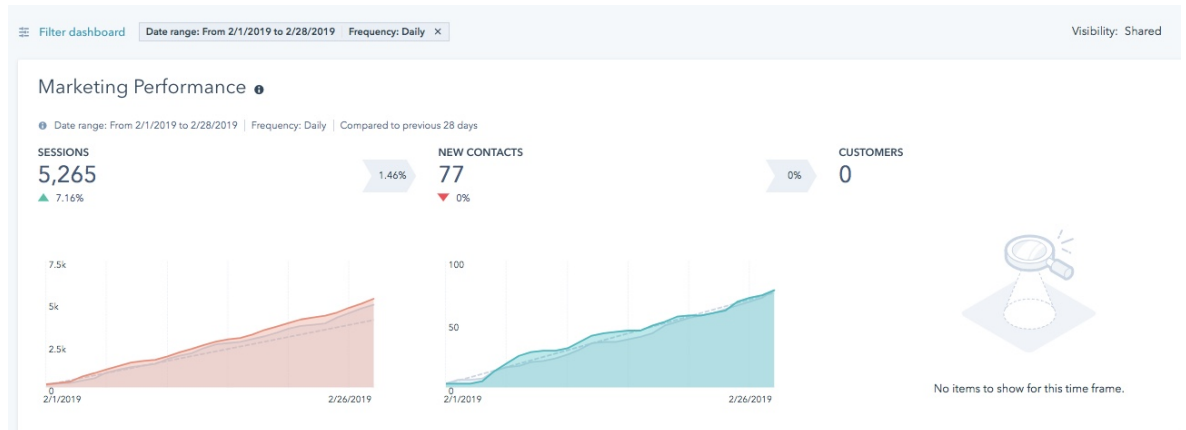 Filter dashboard
Date range: From 2/1/2019 to 2/28/2019 Frequency: Daily ×
Visibility: Shared
Marketing Performance
Date range: From 2/1/2019 to 2/28/2019 Frequency: Daily Compared to previous 28 days
SESSIONS
5,265
7.16%
1.46%
NEW CONTACTS
77
0%
0%
CUSTOMERS
0
7.5k
5k
2.5k
0
2/1/2019 2/26/2019
100
50
0
2/1/2019 2/26/2019
No items to show for this time frame.